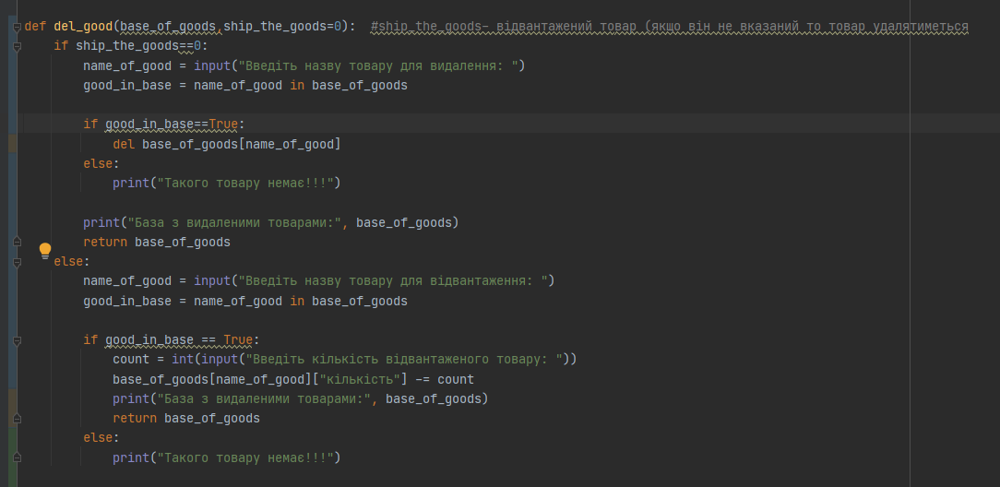 def del_good(base_of_goods,ship_the_goods=0):  #ship_the_goods- відвантажений товар (якщо він не вказаний то товар удалятиметься
    if ship_the_goods==0:
        name_of_good = input("Введіть назву товару для видалення: ")
        good_in_base = name_of_good in base_of_goods

        if good_in_base==True:
            del base_of_goods[name_of_good]
        else:
            print("Такого товару немає!!!")

        print("База з видаленими товарами:", base_of_goods)
        return base_of_goods
    else:
        name_of_good = input("Введіть назву товару для відвантаження: ")
        good_in_base = name_of_good in base_of_goods

        if good_in_base == True:
            count = int(input("Введіть кількість відвантаженого товару: "))
            base_of_goods[name_of_good]["кількість"] -= count
            print("База з видаленими товарами:", base_of_goods)
            return base_of_goods
        else:
            print("Такого товару немає!!!")